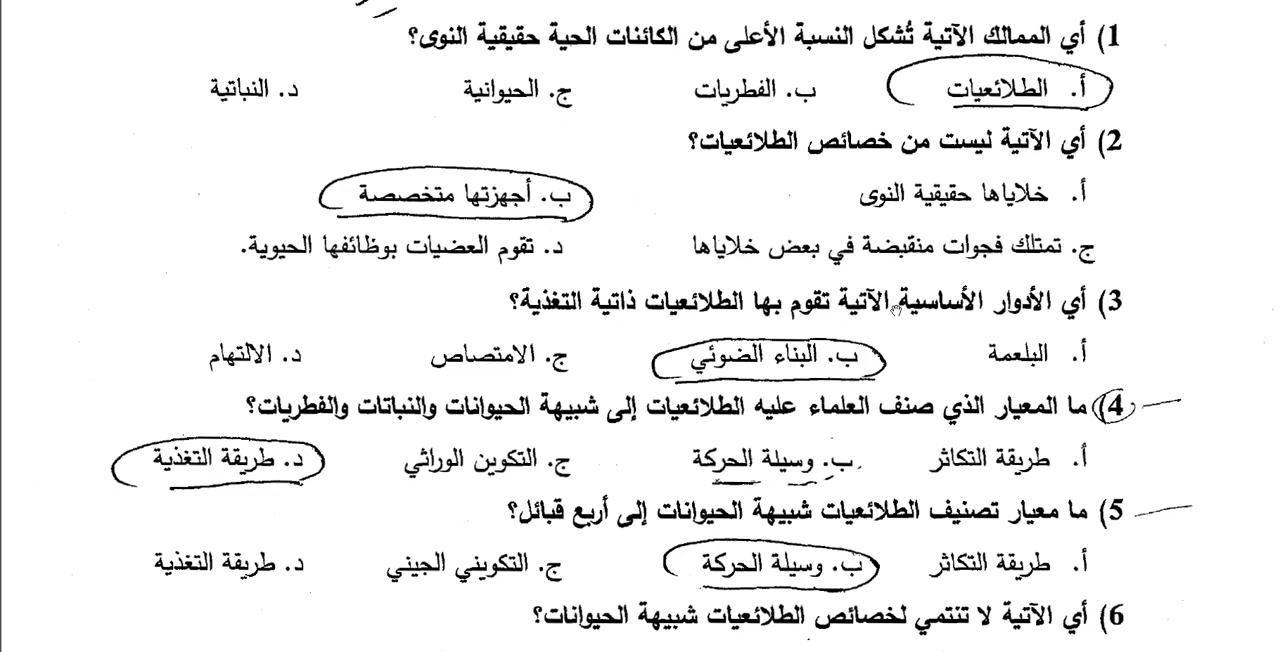 1) أي الممالك الآتية تُشكل النسبة الأعلى من الكائنات الحية حقيقية النوى؟
أ. الطلائعيات ب. الفطريات ج. الحيوانية د. النباتية
2) أي الآتية ليست من خصائص الطلائعيات؟
أ. خلاياها حقيقية النوى ب. أجهزتها متخصصة
ج. تمتلك فجوات منقبضة في بعض خلاياها د. تقوم العضيات بوظائفها الحيوية.
3) أي الأدوار الأساسية الآتية تقوم بها الطلائعيات ذاتية التغذية؟
أ. البلعمة ب. البناء الضوئي ج. الامتصاص د. الالتهام
4) ما المعيار الذي صنف العلماء عليه الطلائعيات إلى شبيهة الحيوانات والنباتات والفطريات؟
أ. طريقة التكاثر ب. وسيلة الحركة ج. التكوين الوراثي د. طريقة التغذية
5) ما معيار تصنيف الطلائعيات شبيهة الحيوانات إلى أربع قبائل؟
أ. طريقة التكاثر ب. وسيلة الحركة ج. التكويني الجيني د. طريقة التغذية
6) أي الآتية لا تنتمي لخصائص الطلائعيات شبيهة الحيوانات؟